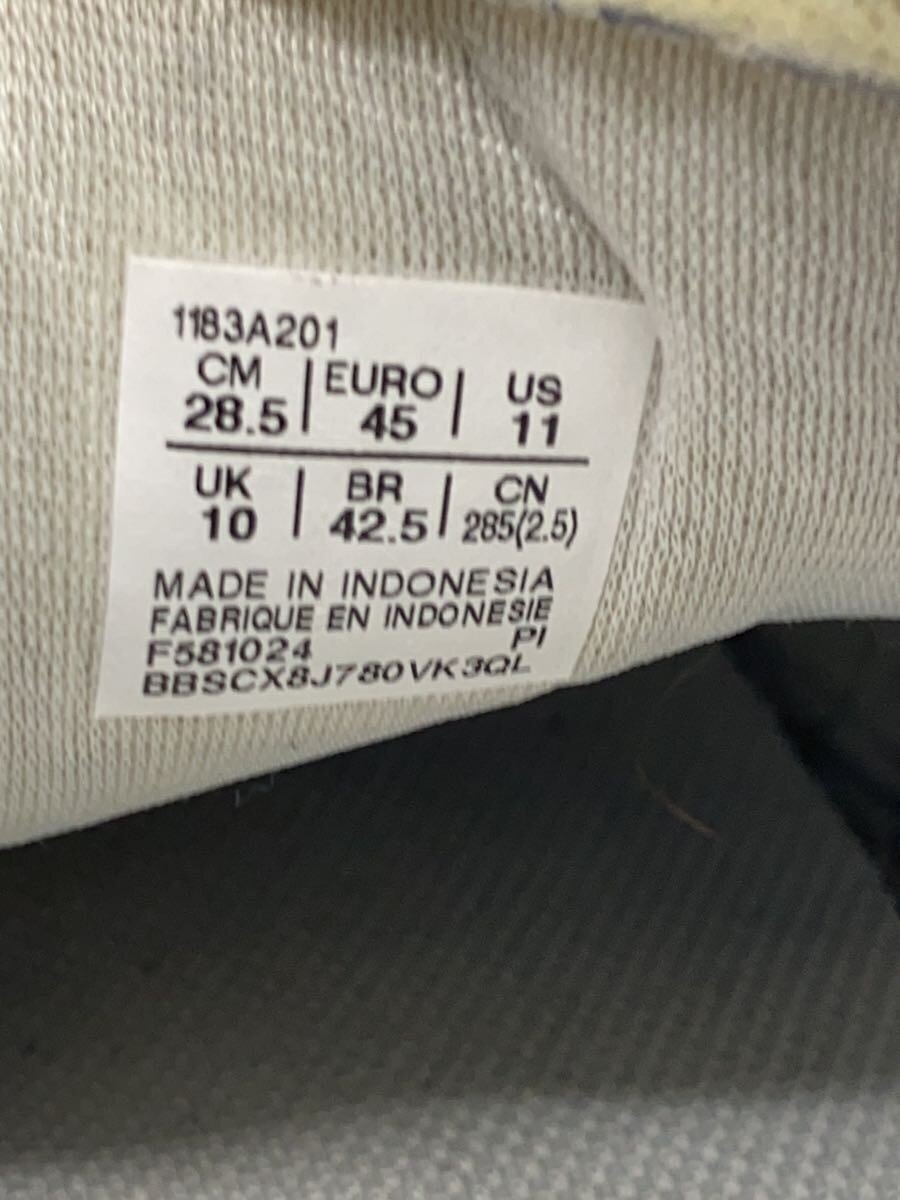 1183A201
CM | EURO | US
28.5 | 45 | 11
UK | BR | CN
10 | 42.5 | 285(2.5)
MADE IN INDONESIA
FABRIQUE EN INDONESIE
F581024 PI
BBSCX8J780VK3QL